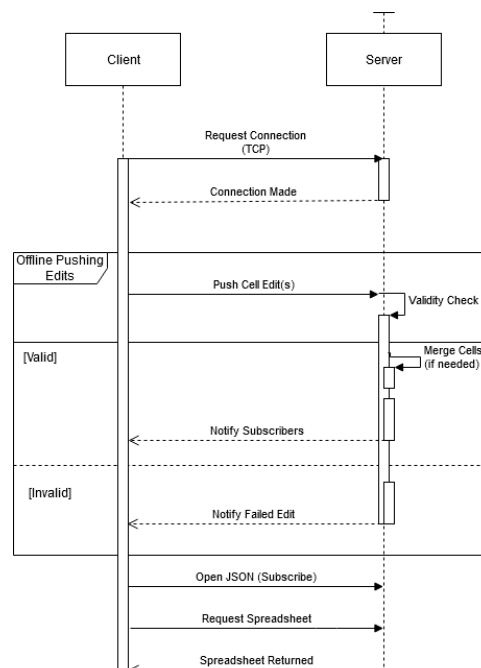 Client
Server
Request Connection
(TCP)
Connection Made
Offline Pushing
Edits
Push Cell Edit(s)
Validity Check
[Valid]
Merge Cells
(if needed)
Notify Subscribers
[Invalid]
Notify Failed Edit
Open JSON (Subscribe)
Request Spreadsheet
Spreadsheet Returned